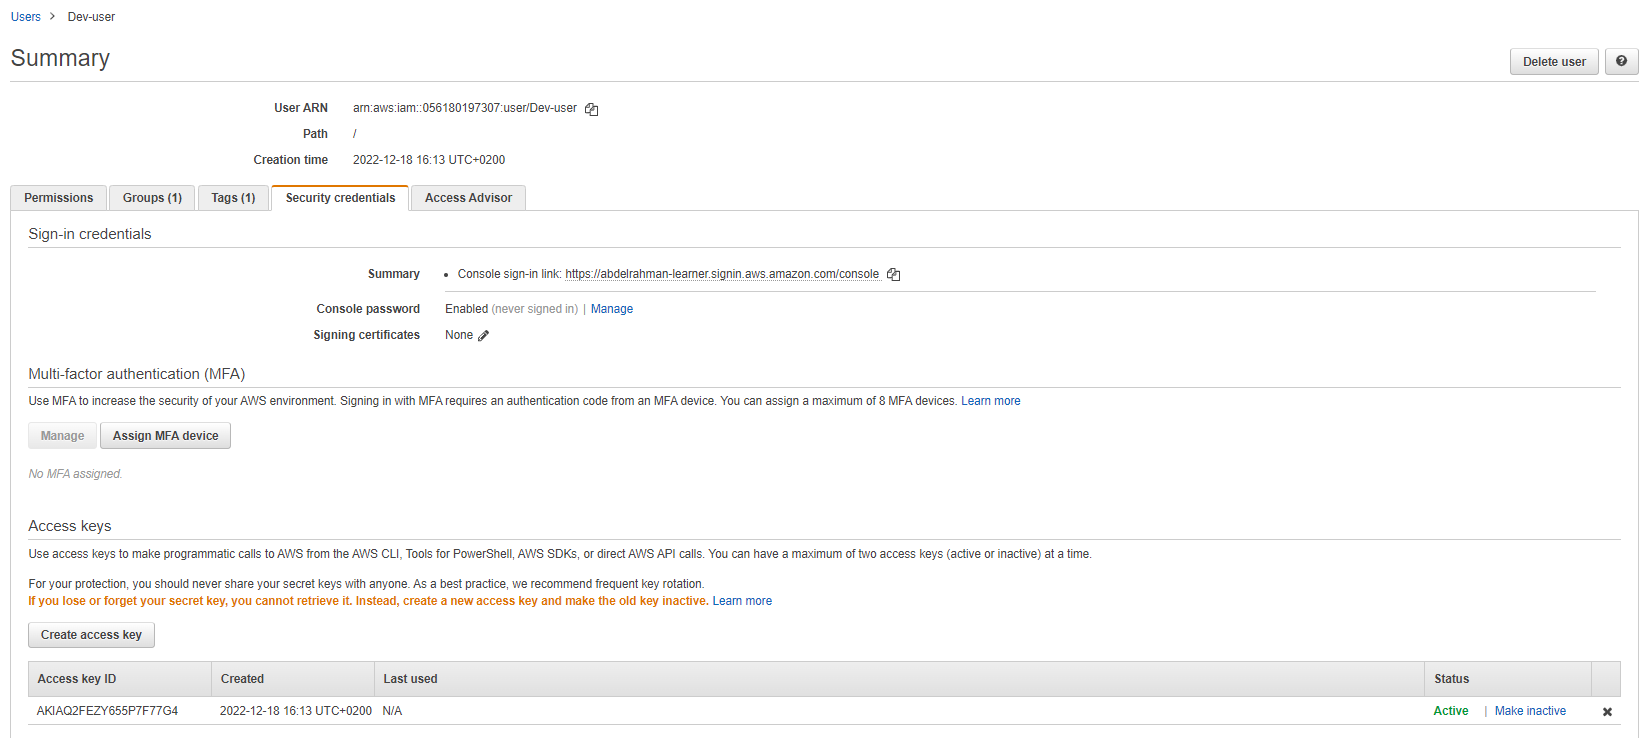 Users > Dev-user
Summary
Delete user
User ARN arn:aws:iam::056180197307:user/Dev-user
Path /
Creation time 2022-12-18 16:13 UTC+0200
Permissions Groups (1) Tags (1) Security credentials Access Advisor
Sign-in credentials
Summary • Console sign-in link: https://abdelrahman-learner.signin.aws.amazon.com/console
Console password Enabled (never signed in) | Manage
Signing certificates None
Multi-factor authentication (MFA)
Use MFA to increase the security of your AWS environment. Signing in with MFA requires an authentication code from an MFA device. You can assign a maximum of 8 MFA devices. Learn more
Manage Assign MFA device
No MFA assigned.
Access keys
Use access keys to make programmatic calls to AWS from the AWS CLI, Tools for PowerShell, AWS SDKs, or direct AWS API calls. You can have a maximum of two access keys (active or inactive) at a time.
For your protection, you should never share your secret keys with anyone. As a best practice, we recommend frequent key rotation.
If you lose or forget your secret key, you cannot retrieve it. Instead, create a new access key and make the old key inactive. Learn more
Create access key
Access key ID Created Last used Status
AKIAQ2FEZY655P7F77G4 2022-12-18 16:13 UTC+0200 N/A Active | Make inactive